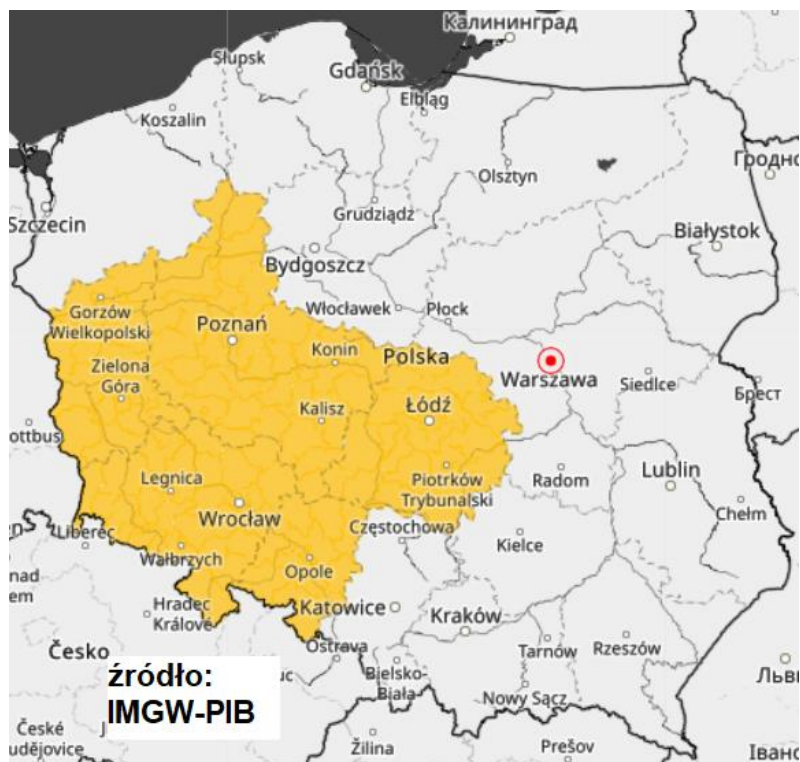 Калининград
Słupsk
Gdańsk
Elbląg
Koszalin
Olsztyn
Гродно
Grudziądz
Szczecin
Białystok
Bydgoszcz
Włocławek
Płock
Gorzów
Wielkopolski
Poznań
Konin
Polska
Warszawa
Siedlce
Брест
Zielona
Góra
Kalisz
Łódź
ottbus
Legnica
Piotrków
Trybunalski
Radom
Lublin
Wrocław
Chełm
Częstochowa
Liberec
Wałbrzych
Kielce
Opole
nad
em
Hradec
Králové
Katowice
Kraków
Tarnów
Rzeszów
Česko
Ostrava
Bielsko-
Biała
Nowy Sącz
Льві
źródło:
IMGW-PIB
uc
České
udějovice
Žilina
Prešov
Івано